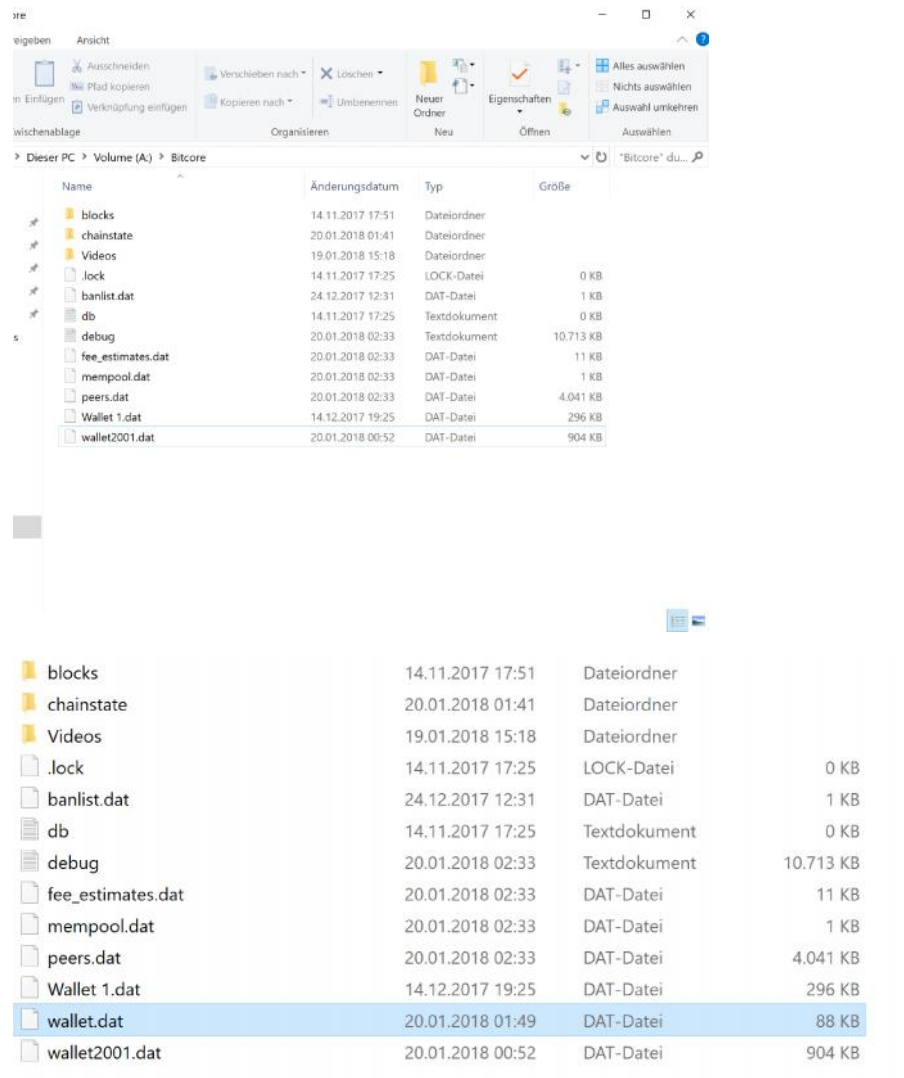 ore
eigeben Ansicht
Ausschneiden
Pfad kopieren
Verknüpfung einfügen
n Einfügen
Verschieben nach
Kopieren nach
Löschen
Umbenennen
Neuer
Ordner
Eigenschaften
Alles auswählen
Nichts auswählen
Auswahl umkehren
wischenablage Organisieren Neu Öffnen Auswählen
> Dieser PC > Volume (A:) > Bitcore "Bitcore" du...
Name Änderungsdatum Typ Größe
blocks 14.11.2017 17:51 Dateiordner
chainstate 20.01.2018 01:41 Dateiordner
Videos 19.01.2018 15:18 Dateiordner
.lock 14.11.2017 17:25 LOCK-Datei 0 KB
banlist.dat 24.12.2017 12:31 DAT-Datei 1 KB
db 14.11.2017 17:25 Textdokument 0 KB
s debug 20.01.2018 02:33 Textdokument 10.713 KB
fee_estimates.dat 20.01.2018 02:33 DAT-Datei 11 KB
mempool.dat 20.01.2018 02:33 DAT-Datei 1 KB
peers.dat 20.01.2018 02:33 DAT-Datei 4.041 KB
Wallet 1.dat 14.12.2017 19:25 DAT-Datei 296 KB
wallet2001.dat 20.01.2018 00:52 DAT-Datei 904 KB
blocks 14.11.2017 17:51 Dateiordner
chainstate 20.01.2018 01:41 Dateiordner
Videos 19.01.2018 15:18 Dateiordner
.lock 14.11.2017 17:25 LOCK-Datei 0 KB
banlist.dat 24.12.2017 12:31 DAT-Datei 1 KB
db 14.11.2017 17:25 Textdokument 0 KB
debug 20.01.2018 02:33 Textdokument 10.713 KB
fee_estimates.dat 20.01.2018 02:33 DAT-Datei 11 KB
mempool.dat 20.01.2018 02:33 DAT-Datei 1 KB
peers.dat 20.01.2018 02:33 DAT-Datei 4.041 KB
Wallet 1.dat 14.12.2017 19:25 DAT-Datei 296 KB
wallet.dat 20.01.2018 01:49 DAT-Datei 88 KB
wallet2001.dat 20.01.2018 00:52 DAT-Datei 904 KB